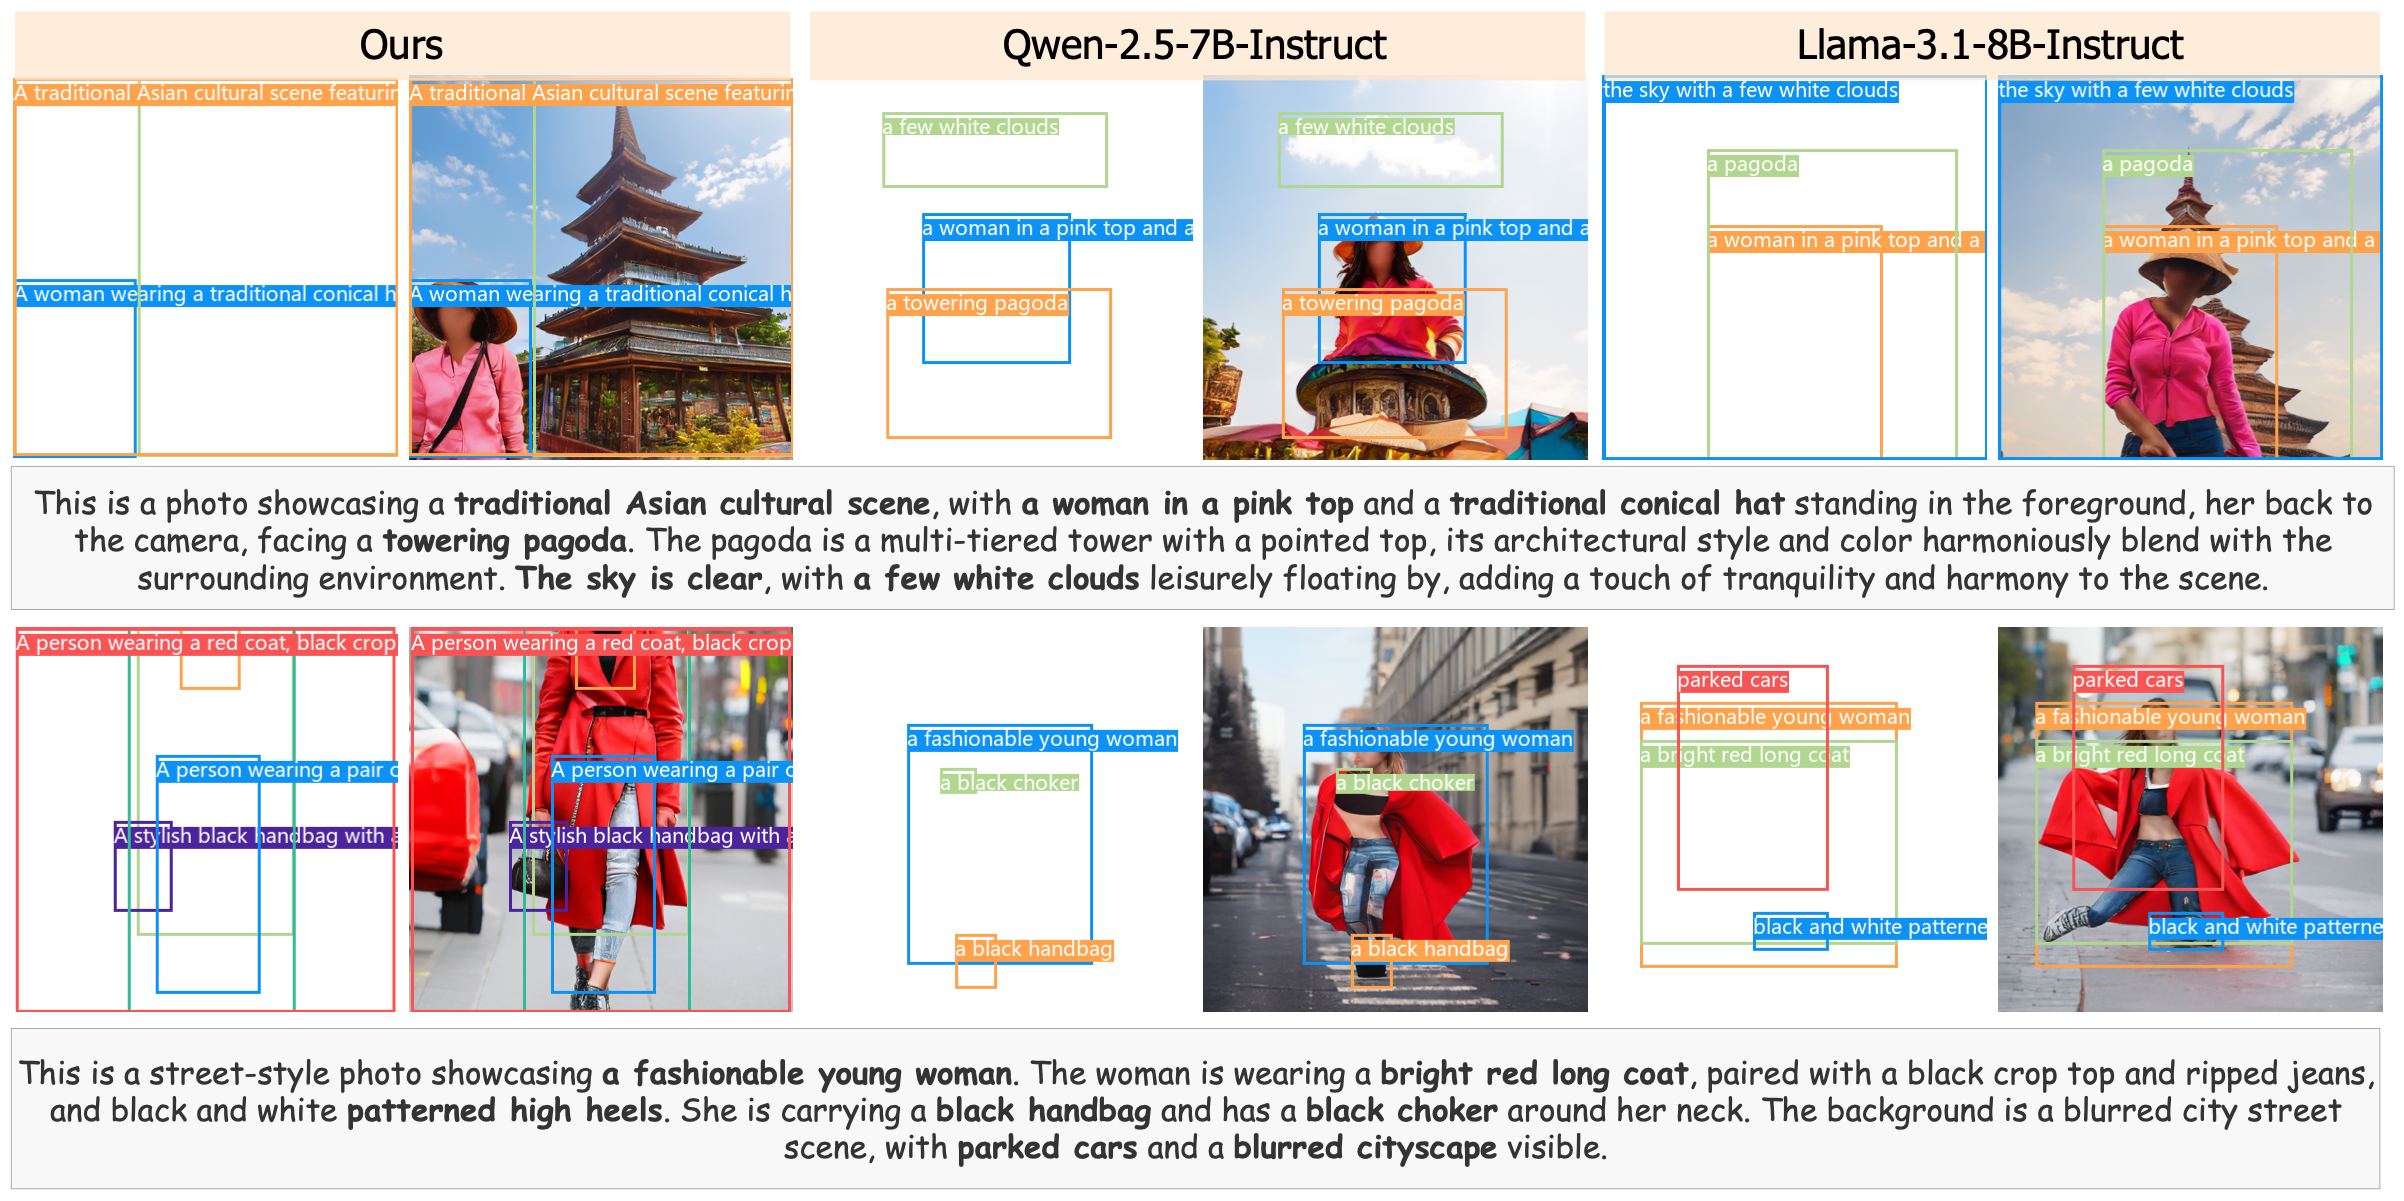 Ours
Qwen-2.5-7B-Instruct
Llama-3.1-8B-Instruct
A traditional Asian cultural scene featurin
A traditional Asian cultural scene featurin
a few white clouds
a few white clouds
the sky with a few white clouds
the sky with a few white clouds
a pagoda
a pagoda
a woman in a pink top and a
a woman in a pink top and a
a woman in a pink top and a
a woman in a pink top and a
A woman wearing a traditional conical h
A woman wearing a traditional conical h
a towering pagoda
a towering pagoda
This is a photo showcasing a traditional Asian cultural scene, with a woman in a pink top and a traditional conical hat standing in the foreground, her back to
the camera, facing a towering pagoda. The pagoda is a multi-tiered tower with a pointed top, its architectural style and color harmoniously blend with the
surrounding environment. The sky is clear, with a few white clouds leisurely floating by, adding a touch of tranquility and harmony to the scene.
A person wearing a red coat, black crop
A person wearing a red coat, black crop
parked cars
parked cars
a fashionable young woman
a fashionable young woman
a fashionable young woman
a fashionable young woman
a bright red long coat
a bright red long coat
A person wearing a pair o
A person wearing a pair o
a black choker
a black choker
A stylish black handbag with a
A stylish black handbag with a
black and white patterne
black and white patterne
a black handbag
a black handbag
This is a street-style photo showcasing a fashionable young woman. The woman is wearing a bright red long coat, paired with a black crop top and ripped jeans,
and black and white patterned high heels. She is carrying a black handbag and has a black choker around her neck. The background is a blurred city street
scene, with parked cars and a blurred cityscape visible.